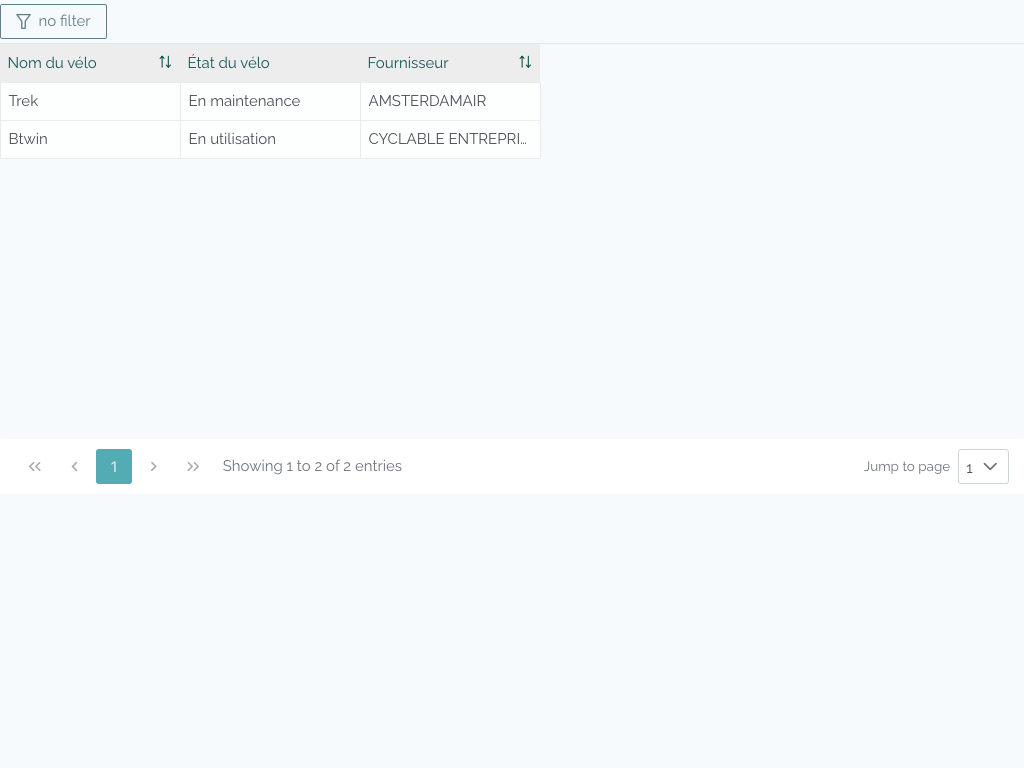 no filter
Nom du vélo État du vélo Fournisseur
Trek En maintenance AMSTERDAMAIR
Btwin En utilisation CYCLABLE ENTREPRI...
1 Showing 1 to 2 of 2 entries Jump to page 1